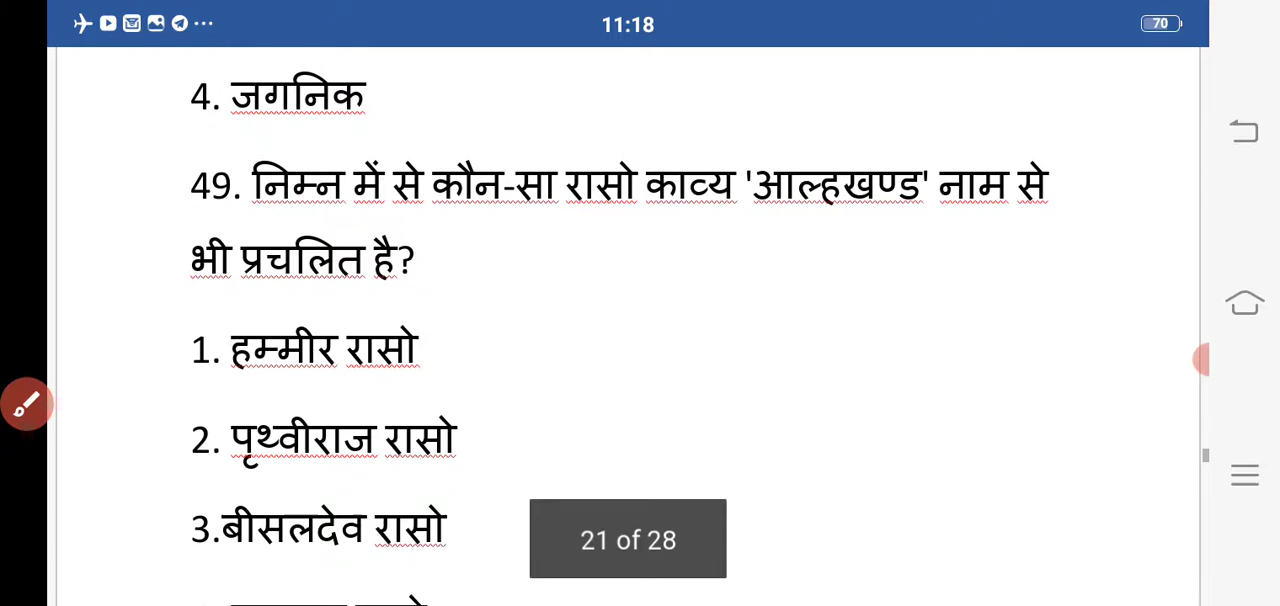 11:18
70
4. जगनिक
49. निम्न में से कौन-सा रासो काव्य 'आल्हखण्ड' नाम से
भी प्रचलित है?
1. हम्मीर रासो
2. पृथ्वीराज रासो
3.बीसलदेव रासो
21 of 28